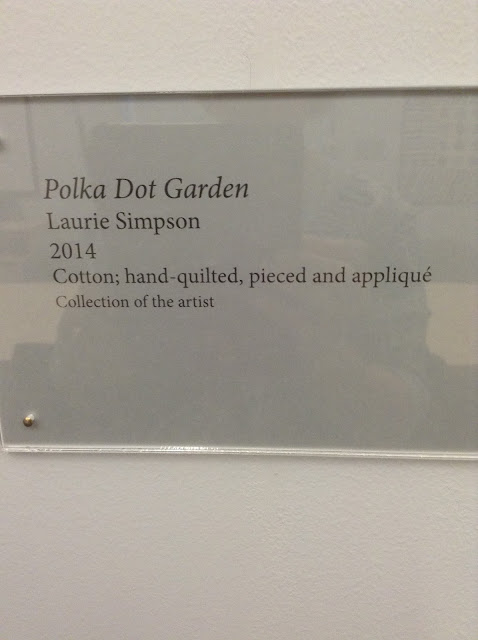 Polka Dot Garden
Laurie Simpson
2014
Cotton; hand-quilted, pieced and appliqué
Collection of the artist